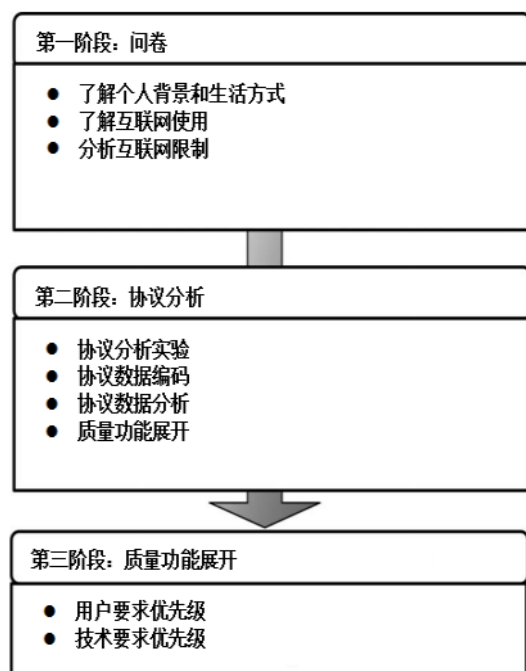 第一阶段：问卷
● 了解个人背景和生活方式
● 了解互联网使用
● 分析互联网限制
第二阶段：协议分析
● 协议分析实验
● 协议数据编码
● 协议数据分析
● 质量功能展开
第三阶段：质量功能展开
● 用户要求优先级
● 技术要求优先级